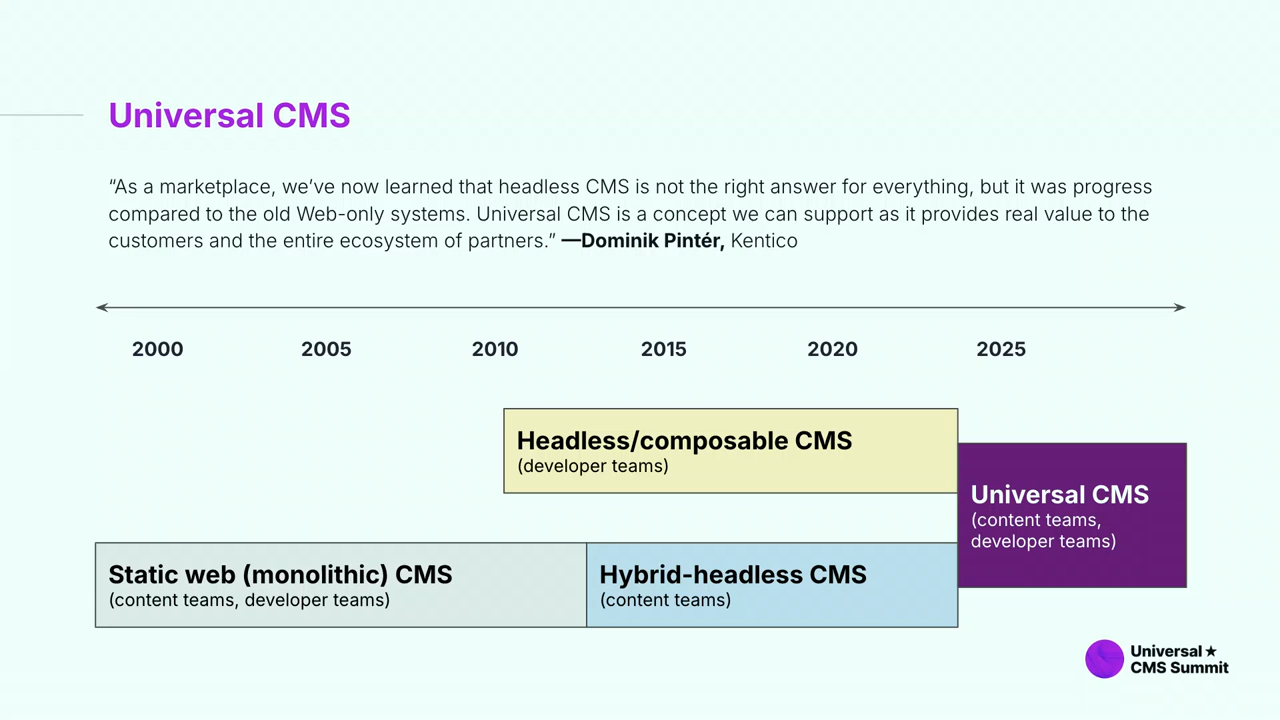 Universal CMS
“As a marketplace, we’ve now learned that headless CMS is not the right answer for everything, but it was progress
compared to the old Web-only systems. Universal CMS is a concept we can support as it provides real value to the
customers and the entire ecosystem of partners.” —Dominik Pintér, Kentico
2000 2005 2010 2015 2020 2025
Headless/composable CMS
(developer teams)
Universal CMS
(content teams,
developer teams)
Static web (monolithic) CMS
(content teams, developer teams)
Hybrid-headless CMS
(content teams)
Universal★
CMS Summit